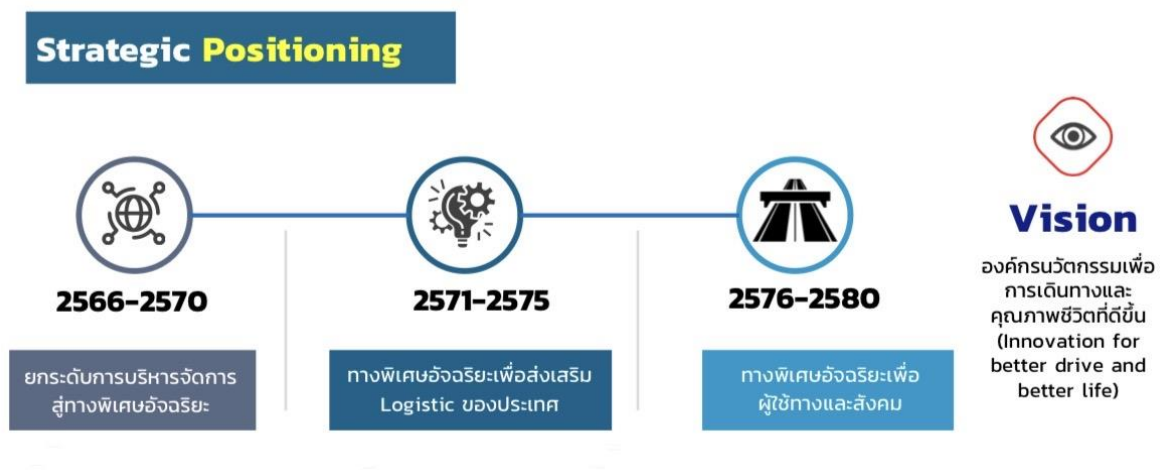 Strategic Positioning
2566-2570
ยกระดับการบริหารจัดการ
สู่ทางพิเศษอัจฉริยะ
2571-2575
ทางพิเศษอัจฉริยะเพื่อส่งเสริม
Logistic ของประเทศ
2576-2580
ทางพิเศษอัจฉริยะเพื่อ
ผู้ใช้ทางและสังคม
Vision
องค์กรนวัตกรรมเพื่อ
การเดินทางและ
คุณภาพชีวิตที่ดีขึ้น
(Innovation for
better drive and
better life)